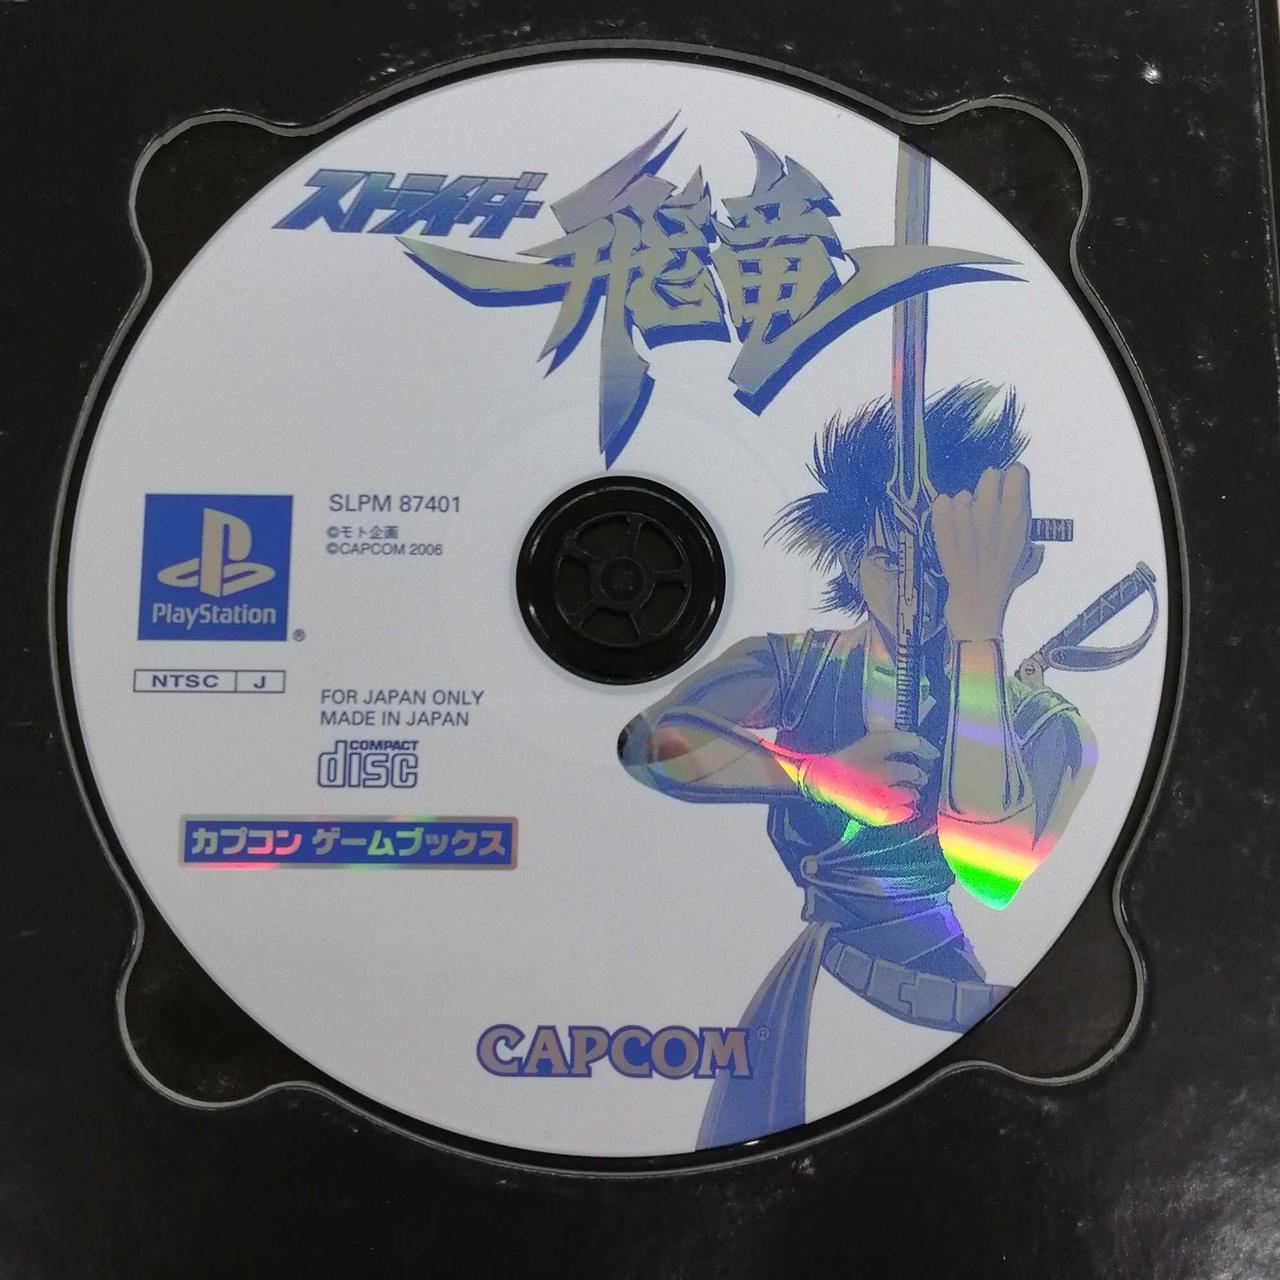 ストライダー
飛竜
SLPM 87401
©モト企画
©CAPCOM 2006
PlayStation
®
NTSC J
FOR JAPAN ONLY
MADE IN JAPAN
COMPACT
disc
カプコン ゲームブックス
CAPCOM®